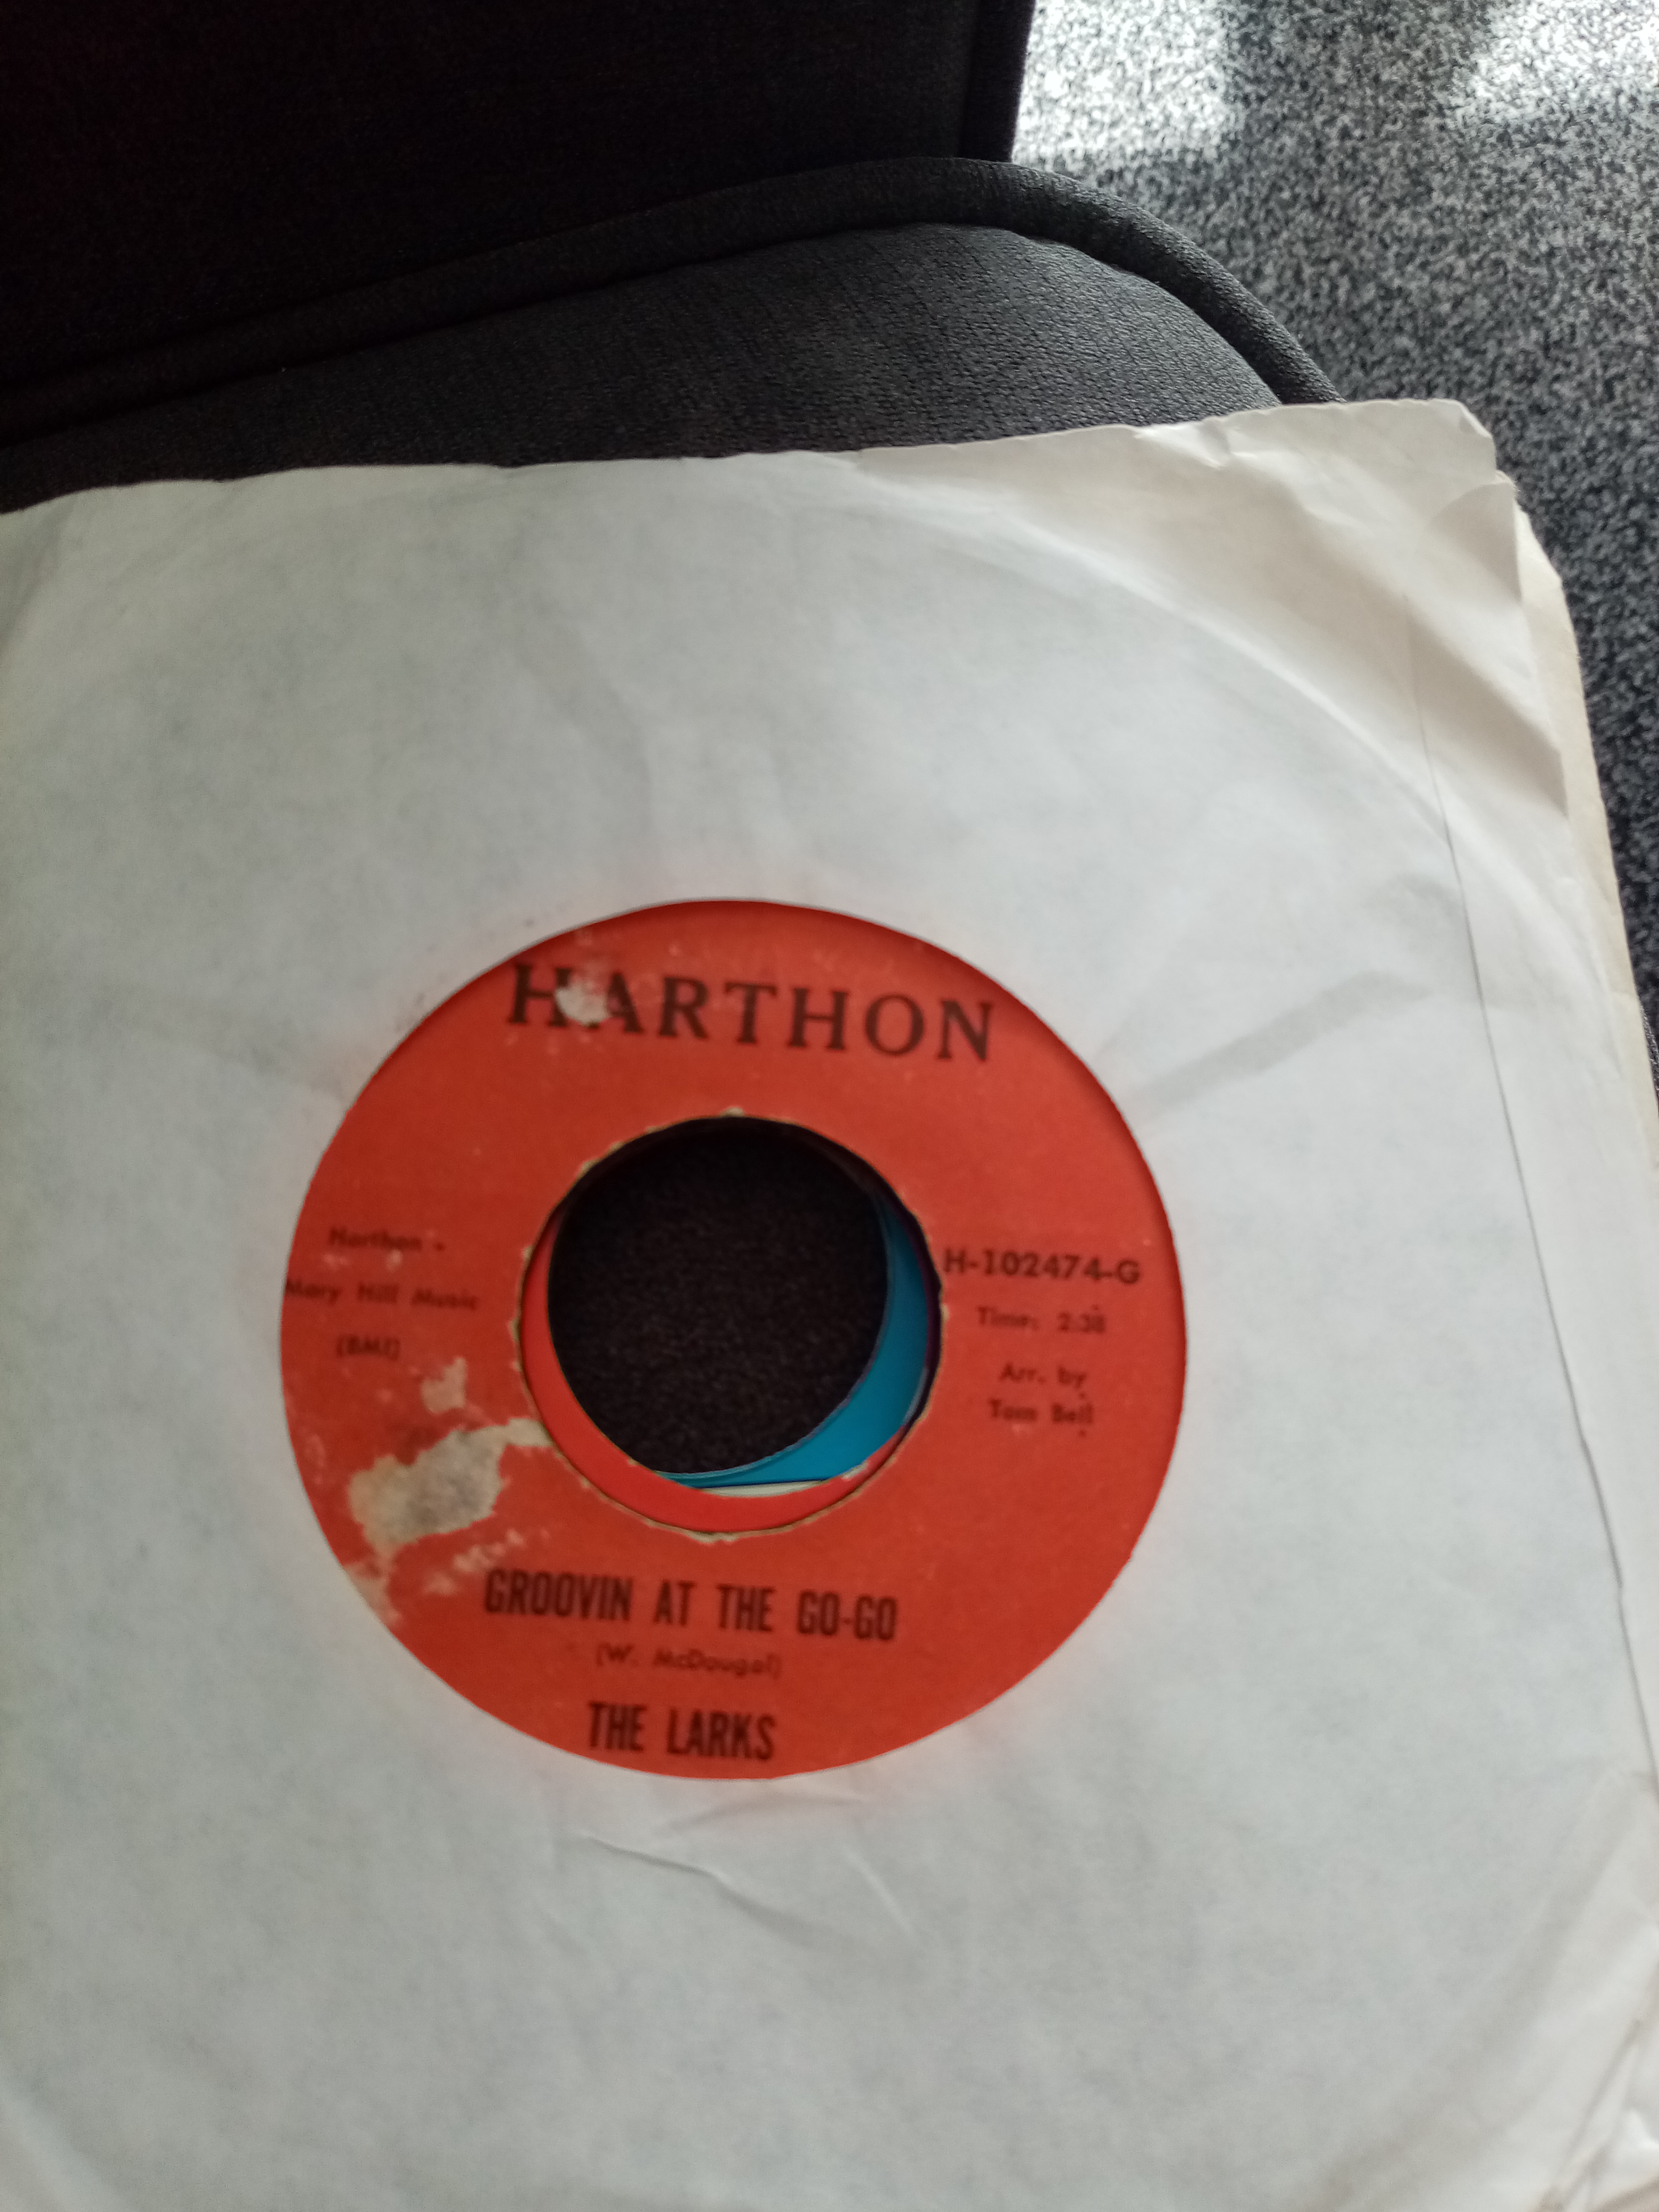 HARTHON
Harthon -
Mary Hill Music
(BMI)
H-102474-G
Time: 2:38
Arr. by
Tom Bell
GROOVIN AT THE GO-GO
(W. McDougal)
THE LARKS